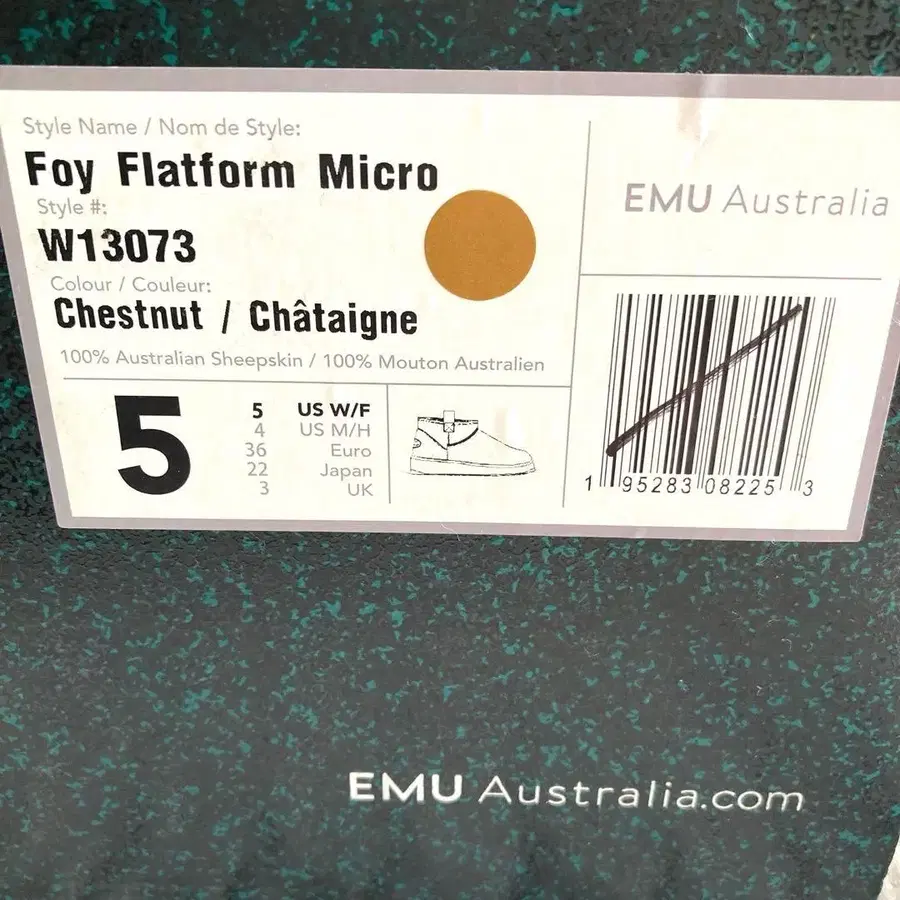 Style Name / Nom de Style:
Foy Flatform Micro
Style #:
W13073
Colour / Couleur:
Chestnut / Châtaigne
100% Australian Sheepskin / 100% Mouton Australien
5
5 US W/F
4 US M/H
36 Euro
22 Japan
3 UK
EMU Australia
1 95283 08225 3
EMU Australia.com